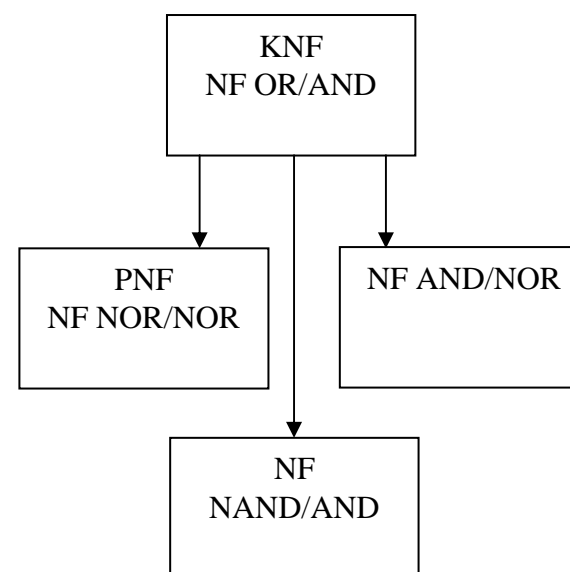 KNF
NF OR/AND
PNF
NF NOR/NOR
NF AND/NOR
NF
NAND/AND